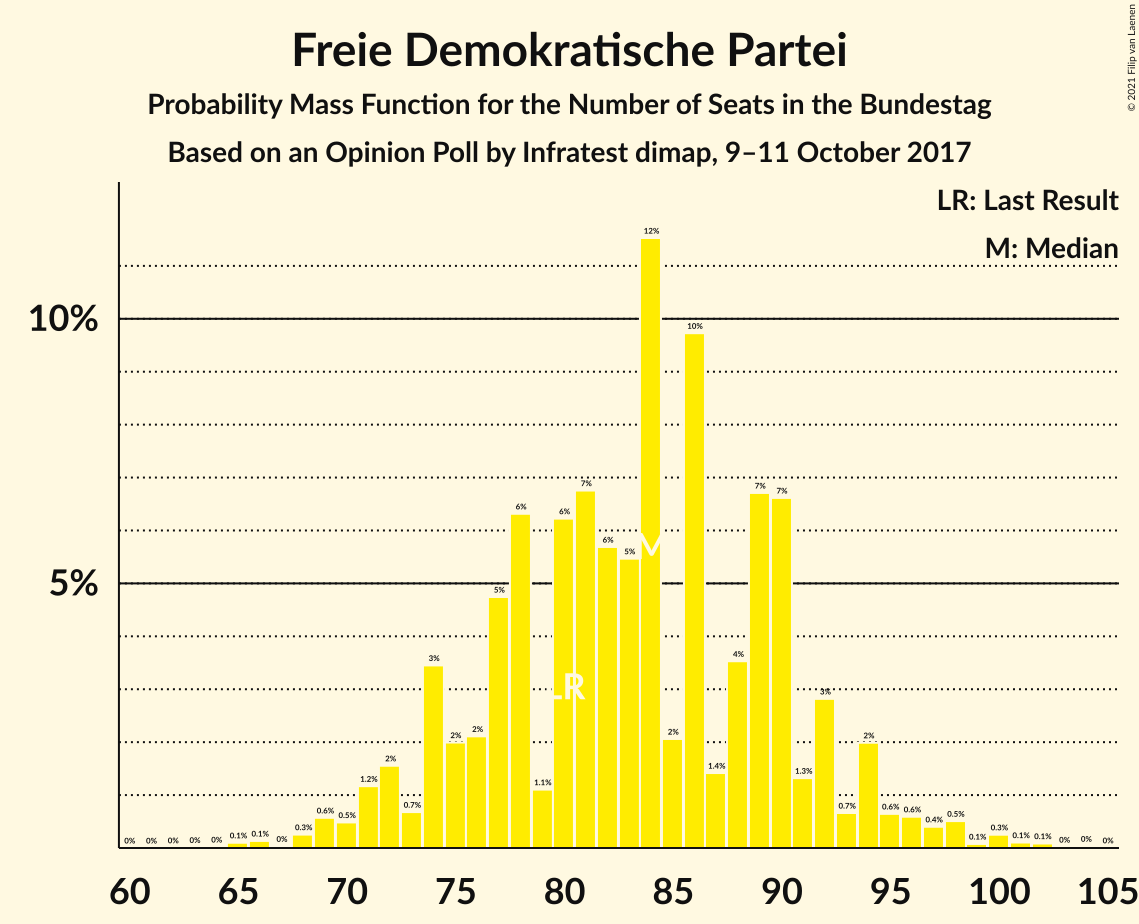 © 2021 Filip van Laenen
Freie Demokratische Partei
Probability Mass Function for the Number of Seats in the Bundestag
Based on an Opinion Poll by Infratest dimap, 9–11 October 2017
LR: Last Result
M: Median
10%
5%
0% 0% 0% 0% 0% 0.1% 0.1% 0% 0.3% 0.6% 0.5% 1.2% 2% 0.7% 3% 2% 2% 5% 6% 1.1% 6% 7% 6% 5% 12% 2% 10% 1.4% 4% 7% 7% 1.3% 3% 0.7% 2% 0.6% 0.6% 0.4% 0.5% 0.1% 0.3% 0.1% 0.1% 0% 0% 0%
LR
M
60 65 70 75 80 85 90 95 100 105